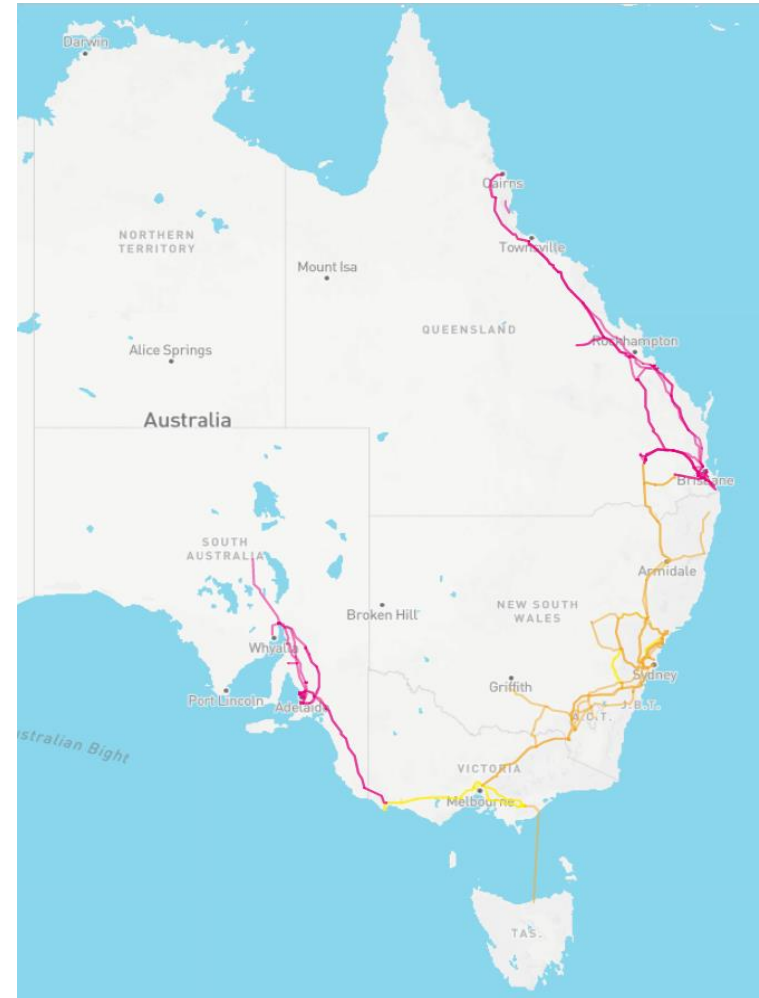 Darwin
Cairns
NORTHERN
TERRITORY
Townsville
Mount Isa
QUEENSLAND
Rockhampton
Alice Springs
Australia
Brisbane
SOUTH
AUSTRALIA
Armidale
Broken Hill
NEW SOUTH
WALES
Whyalla
Sydney
Griffith
Port Lincoln
Adelaide
J.B.T.
A.C.T.
ustralian Bight
VICTORIA
Melbourne
TAS.